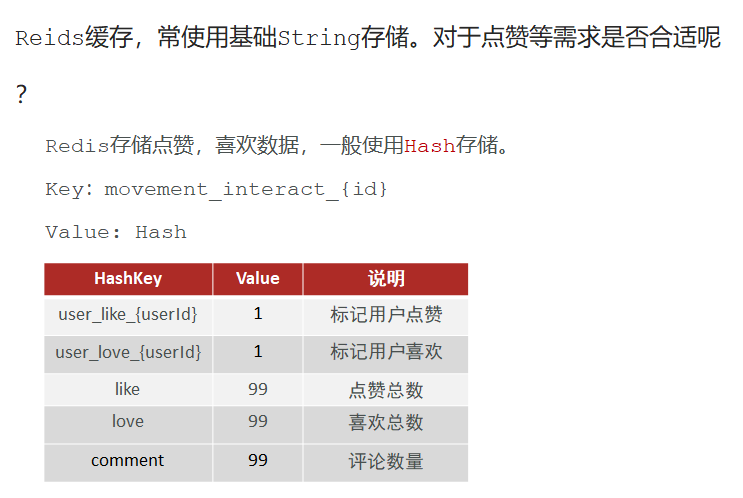 Reids缓存，常使用基础String存储。对于点赞等需求是否合适呢
？
Redis存储点赞，喜欢数据，一般使用Hash存储。
Key：movement_interact_{id}
Value: Hash
HashKey Value 说明
user_like_{userId} 1 标记用户点赞
user_love_{userId} 1 标记用户喜欢
like 99 点赞总数
love 99 喜欢总数
comment 99 评论数量